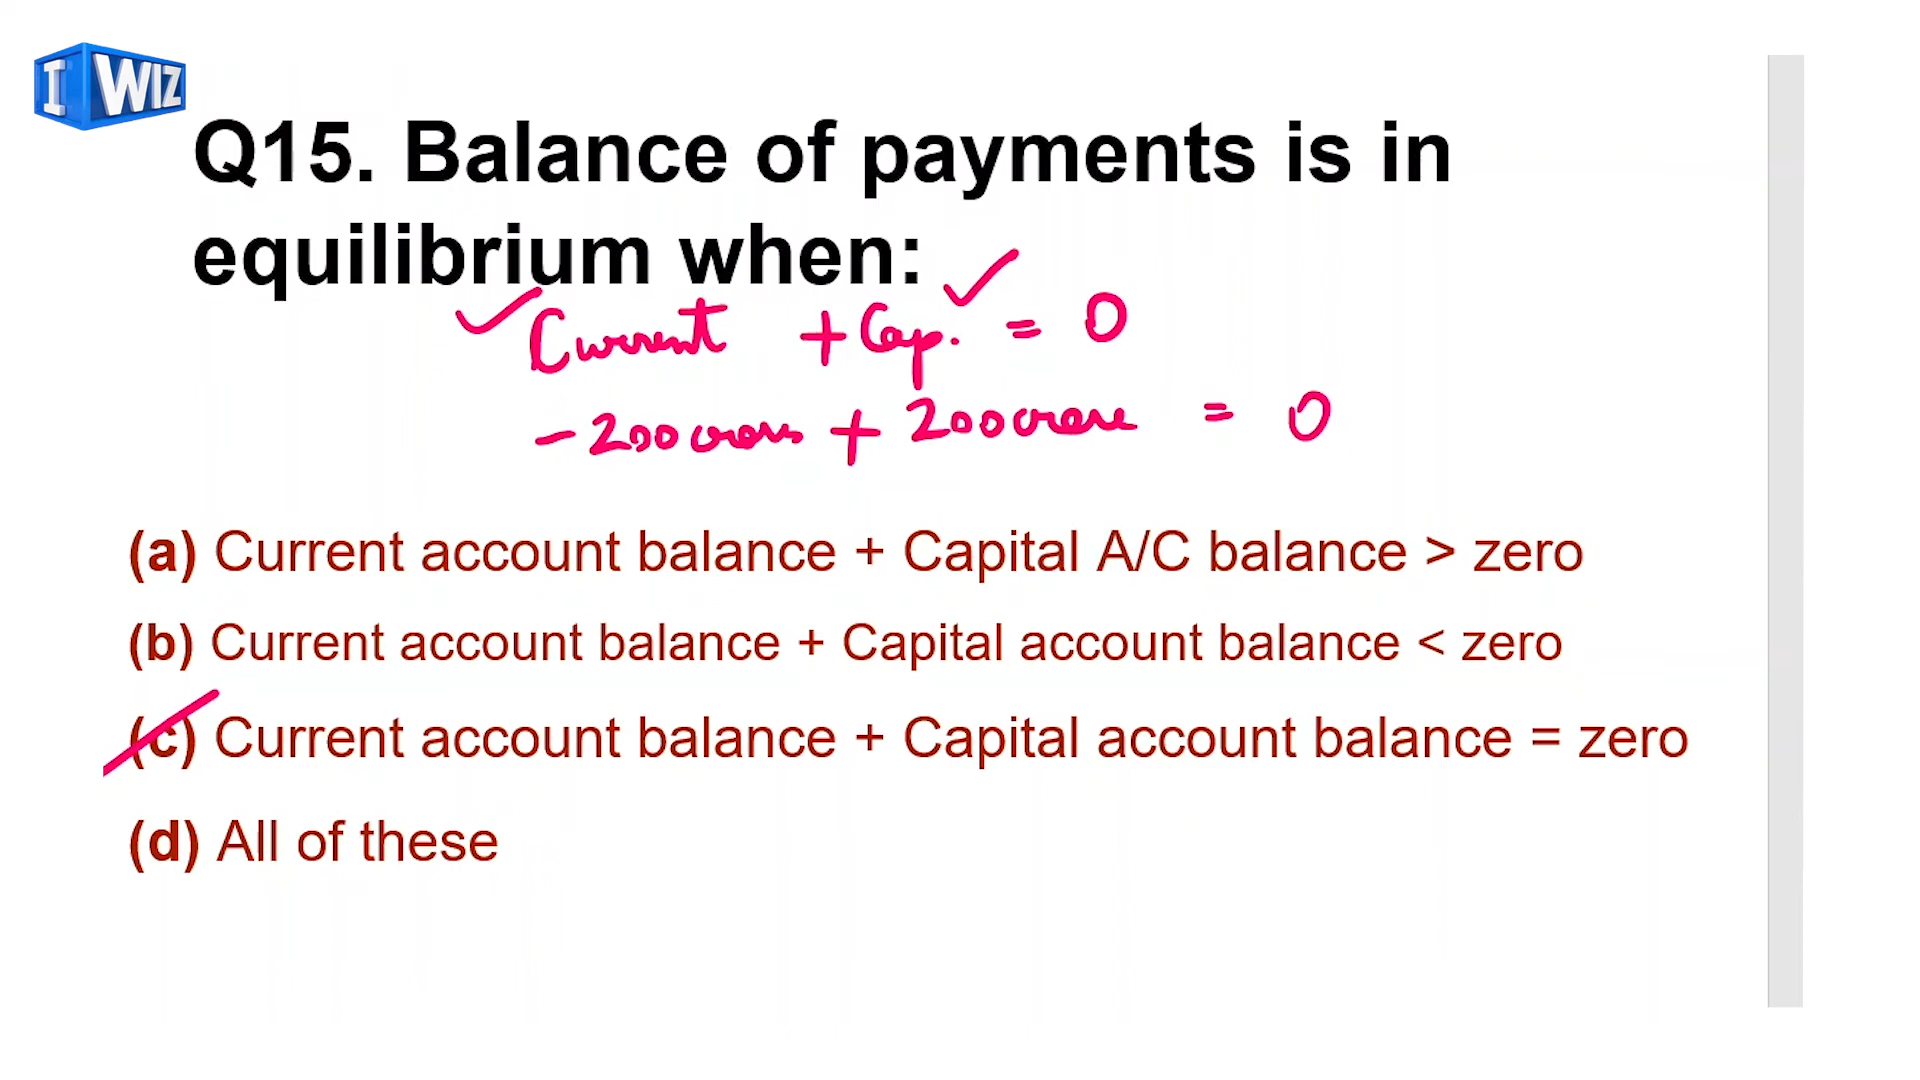 I WIZ
Q15. Balance of payments is in
equilibrium when:
Current + Cap. = 0
- 200 crores + 200 crore = 0
(a) Current account balance + Capital A/C balance > zero
(b) Current account balance + Capital account balance < zero
(c) Current account balance + Capital account balance = zero
(d) All of these